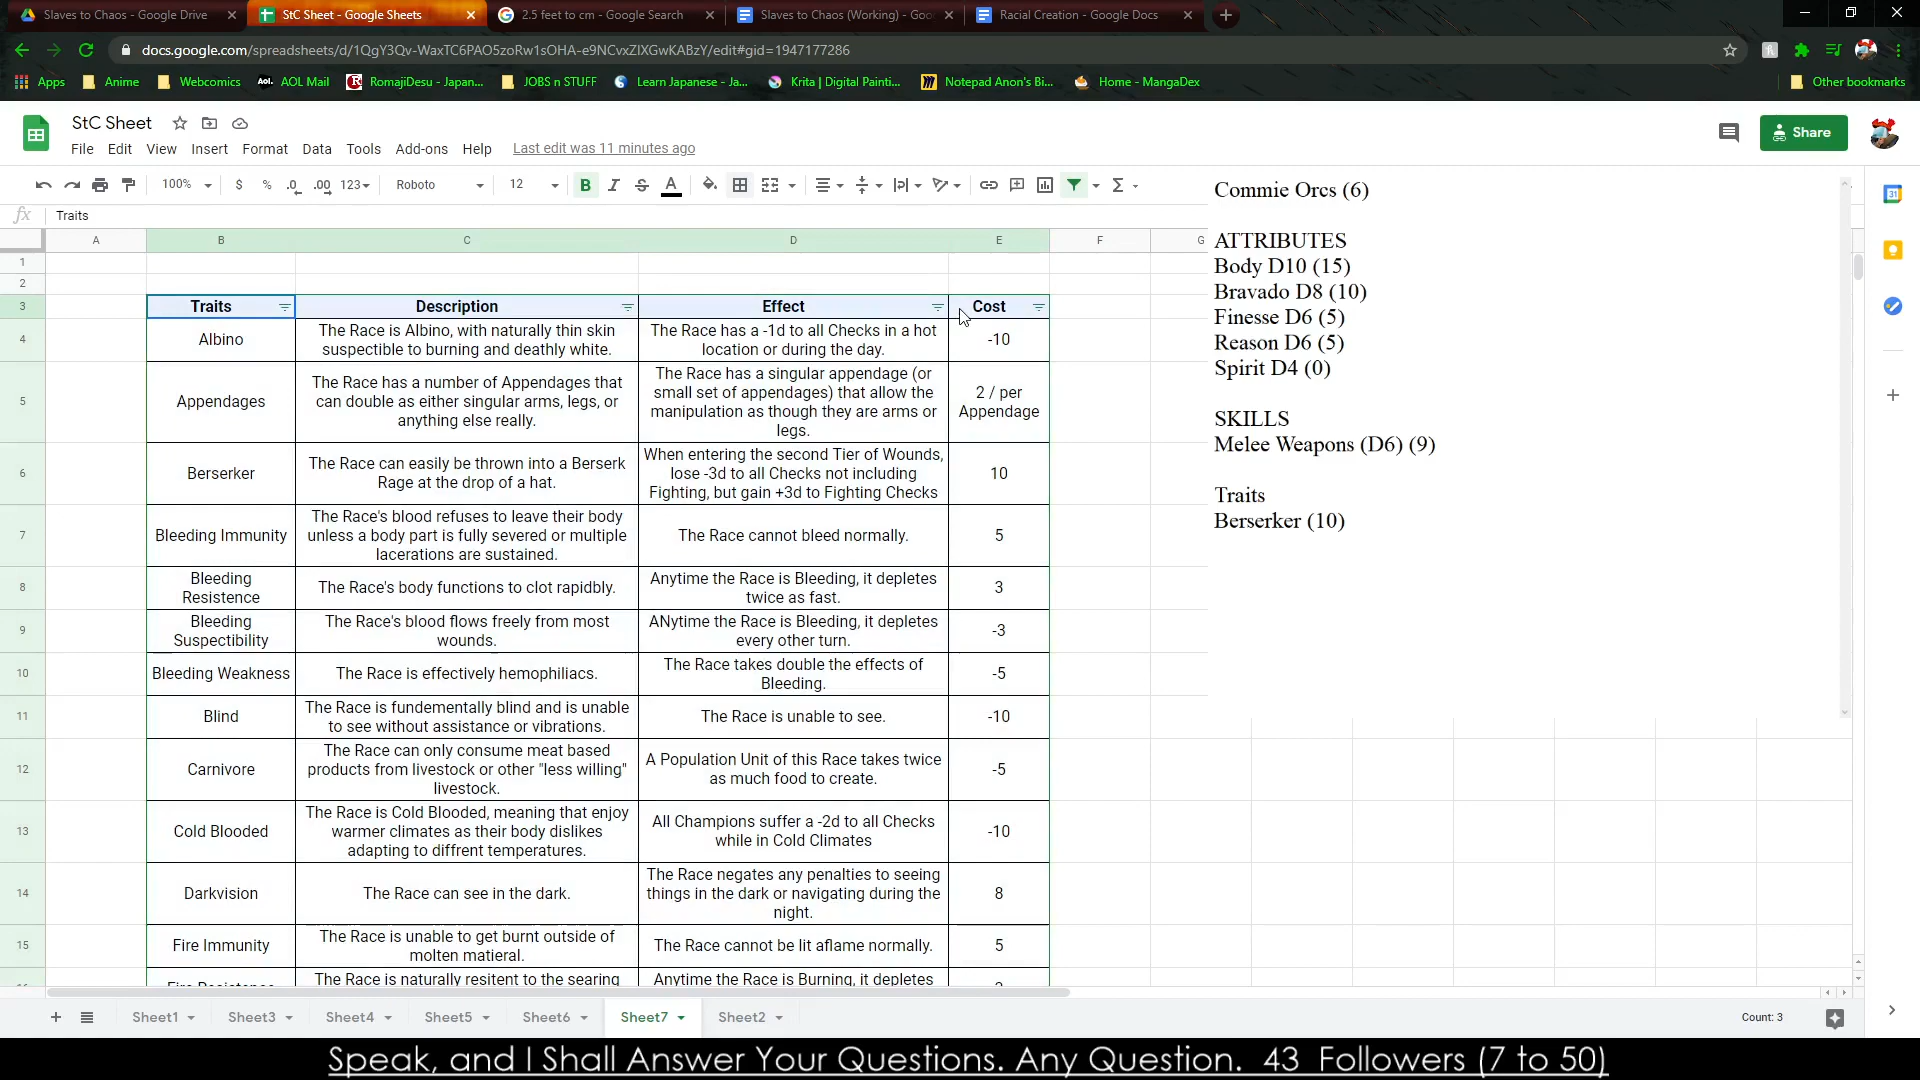 Slaves to Chaos - Google Drive
StC Sheet - Google Sheets
2.5 feet to cm - Google Search
Slaves to Chaos (Working) - Goo
Racial Creation - Google Docs
docs.google.com/spreadsheets/d/1QgY3Qv-WaxTC6PAO5zoRw1sOHA-e9NCvxZIXGwKABzY/edit#gid=1947177286
Apps
Anime
Webcomics
AOL Mail
RomajiDesu - Japan...
JOBS n STUFF
Learn Japanese - Ja...
Krita | Digital Painti...
Notepad Anon's Bi...
Home - MangaDex
Other bookmarks
StC Sheet
File Edit View Insert Format Data Tools Add-ons Help Last edit was 11 minutes ago
Share
100% $ % .0 .00 123 Roboto 12 B I S A
fx Traits
A B C D E F G
1
2
3 Traits Description Effect Cost
4 Albino
The Race is Albino, with naturally thin skin
suspectible to burning and deathly white.
The Race has a -1d to all Checks in a hot
location or during the day.
-10
5 Appendages
The Race has a number of Appendages that
can double as either singular arms, legs, or
anything else really.
The Race has a singular appendage (or
small set of appendages) that allow the
manipulation as though they are arms or
legs.
2 / per
Appendage
6 Berserker
The Race can easily be thrown into a Berserk
Rage at the drop of a hat.
When entering the second Tier of Wounds,
lose -3d to all Checks not including
Fighting, but gain +3d to Fighting Checks
10
7 Bleeding Immunity
The Race's blood refuses to leave their body
unless a body part is fully severed or multiple
lacerations are sustained.
The Race cannot bleed normally.
5
8 Bleeding
Resistence
The Race's body functions to clot rapidbly.
Anytime the Race is Bleeding, it depletes
twice as fast.
3
9 Bleeding
Suspectibility
The Race's blood flows freely from most
wounds.
ANytime the Race is Bleeding, it depletes
every other turn.
-3
10 Bleeding Weakness
The Race is effectively hemophiliacs.
The Race takes double the effects of
Bleeding.
-5
11 Blind
The Race is fundementally blind and is unable
to see without assistance or vibrations.
The Race is unable to see.
-10
12 Carnivore
The Race can only consume meat based
products from livestock or other "less willing"
livestock.
A Population Unit of this Race takes twice
as much food to create.
-5
13 Cold Blooded
The Race is Cold Blooded, meaning that enjoy
warmer climates as their body dislikes
adapting to diffrent temperatures.
All Champions suffer a -2d to all Checks
while in Cold Climates
-10
14 Darkvision
The Race can see in the dark.
The Race negates any penalties to seeing
things in the dark or navigating during the
night.
8
15 Fire Immunity
The Race is unable to get burnt outside of
molten matieral.
The Race cannot be lit aflame normally.
5
The Race is naturally resitent to the searing
Anytime the Race is Burning, it depletes
Commie Orcs (6)
ATTRIBUTES
Body D10 (15)
Bravado D8 (10)
Finesse D6 (5)
Reason D6 (5)
Spirit D4 (0)
SKILLS
Melee Weapons (D6) (9)
Traits
Berserker (10)
31
Sheet1 Sheet3 Sheet4 Sheet5 Sheet6 Sheet7 Sheet2
Count: 3
Speak, and I Shall Answer Your Questions. Any Question. 43 Followers (7 to 50)